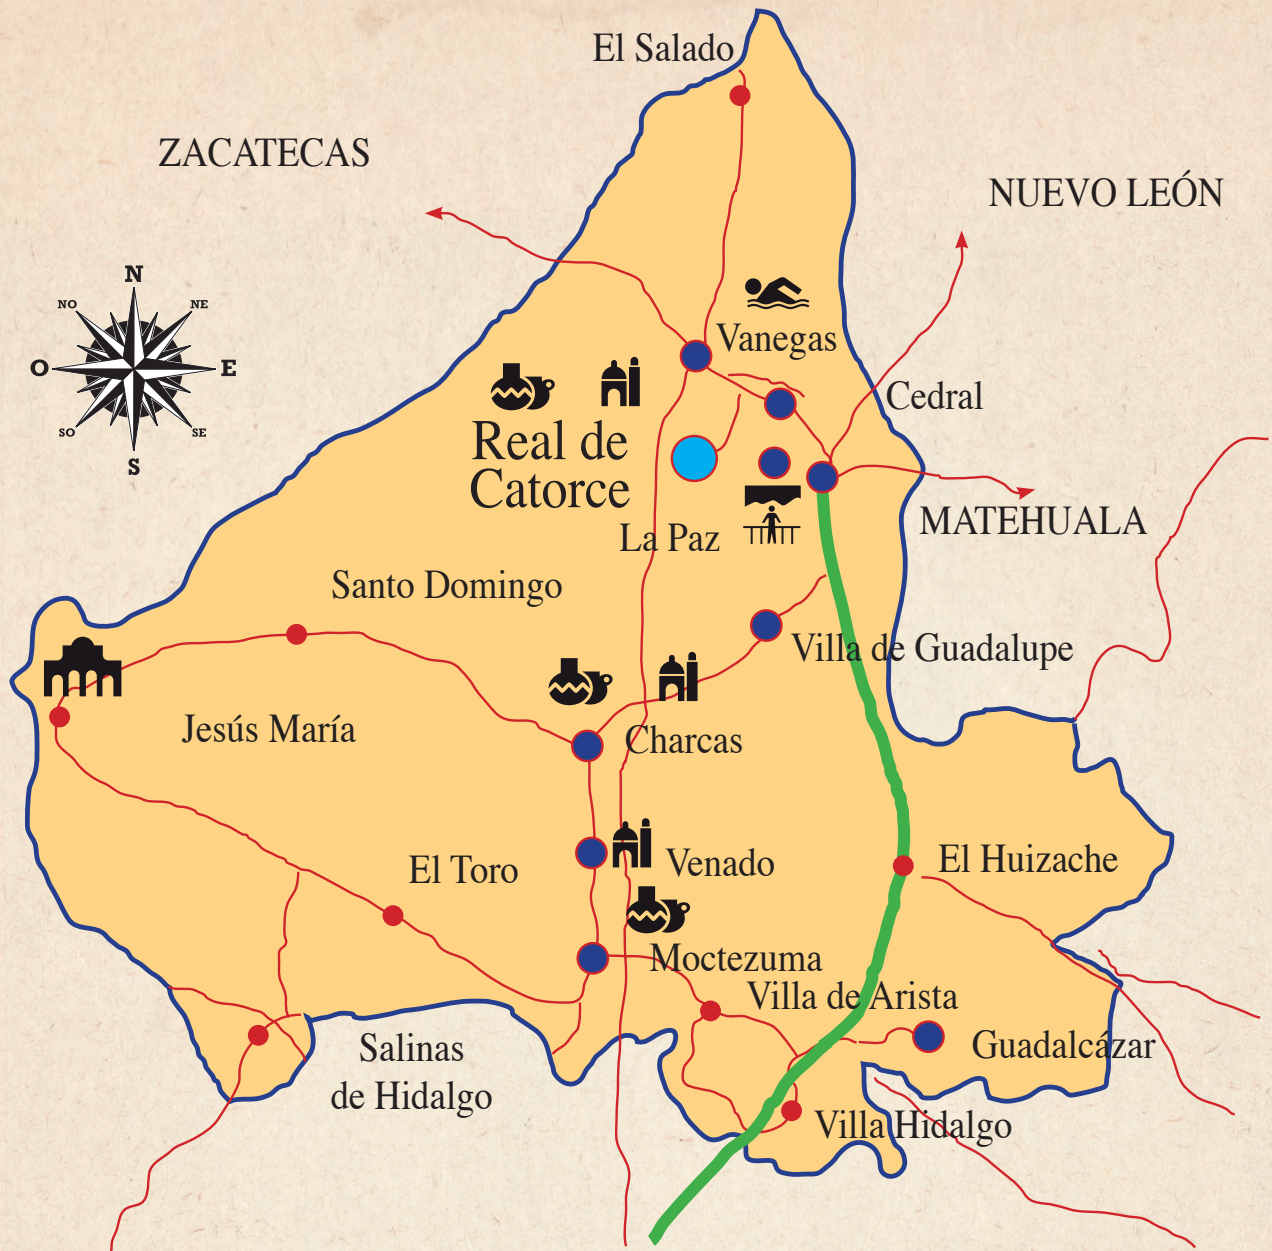 El Salado
ZACATECAS
NUEVO LEÓN
N
NO
NE
O
E
SO
SE
S
Vanegas
Cedral
Real de
Catorce
MATEHUALA
La Paz
Santo Domingo
Villa de Guadalupe
Jesús María
Charcas
El Toro
Venado
El Huizache
Moctezuma
Villa de Arista
Salinas
de Hidalgo
Guadalcázar
Villa Hidalgo